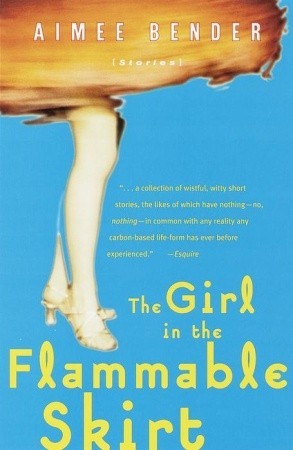 AIMEE BENDER
[Stories]
"... a collection of wistful, witty short
stories, the likes of which have nothing—no,
nothing—in common with any reality any
carbon-based life-form has ever before
experienced." —Esquire
The Girl
in the
Flammable
Skirt